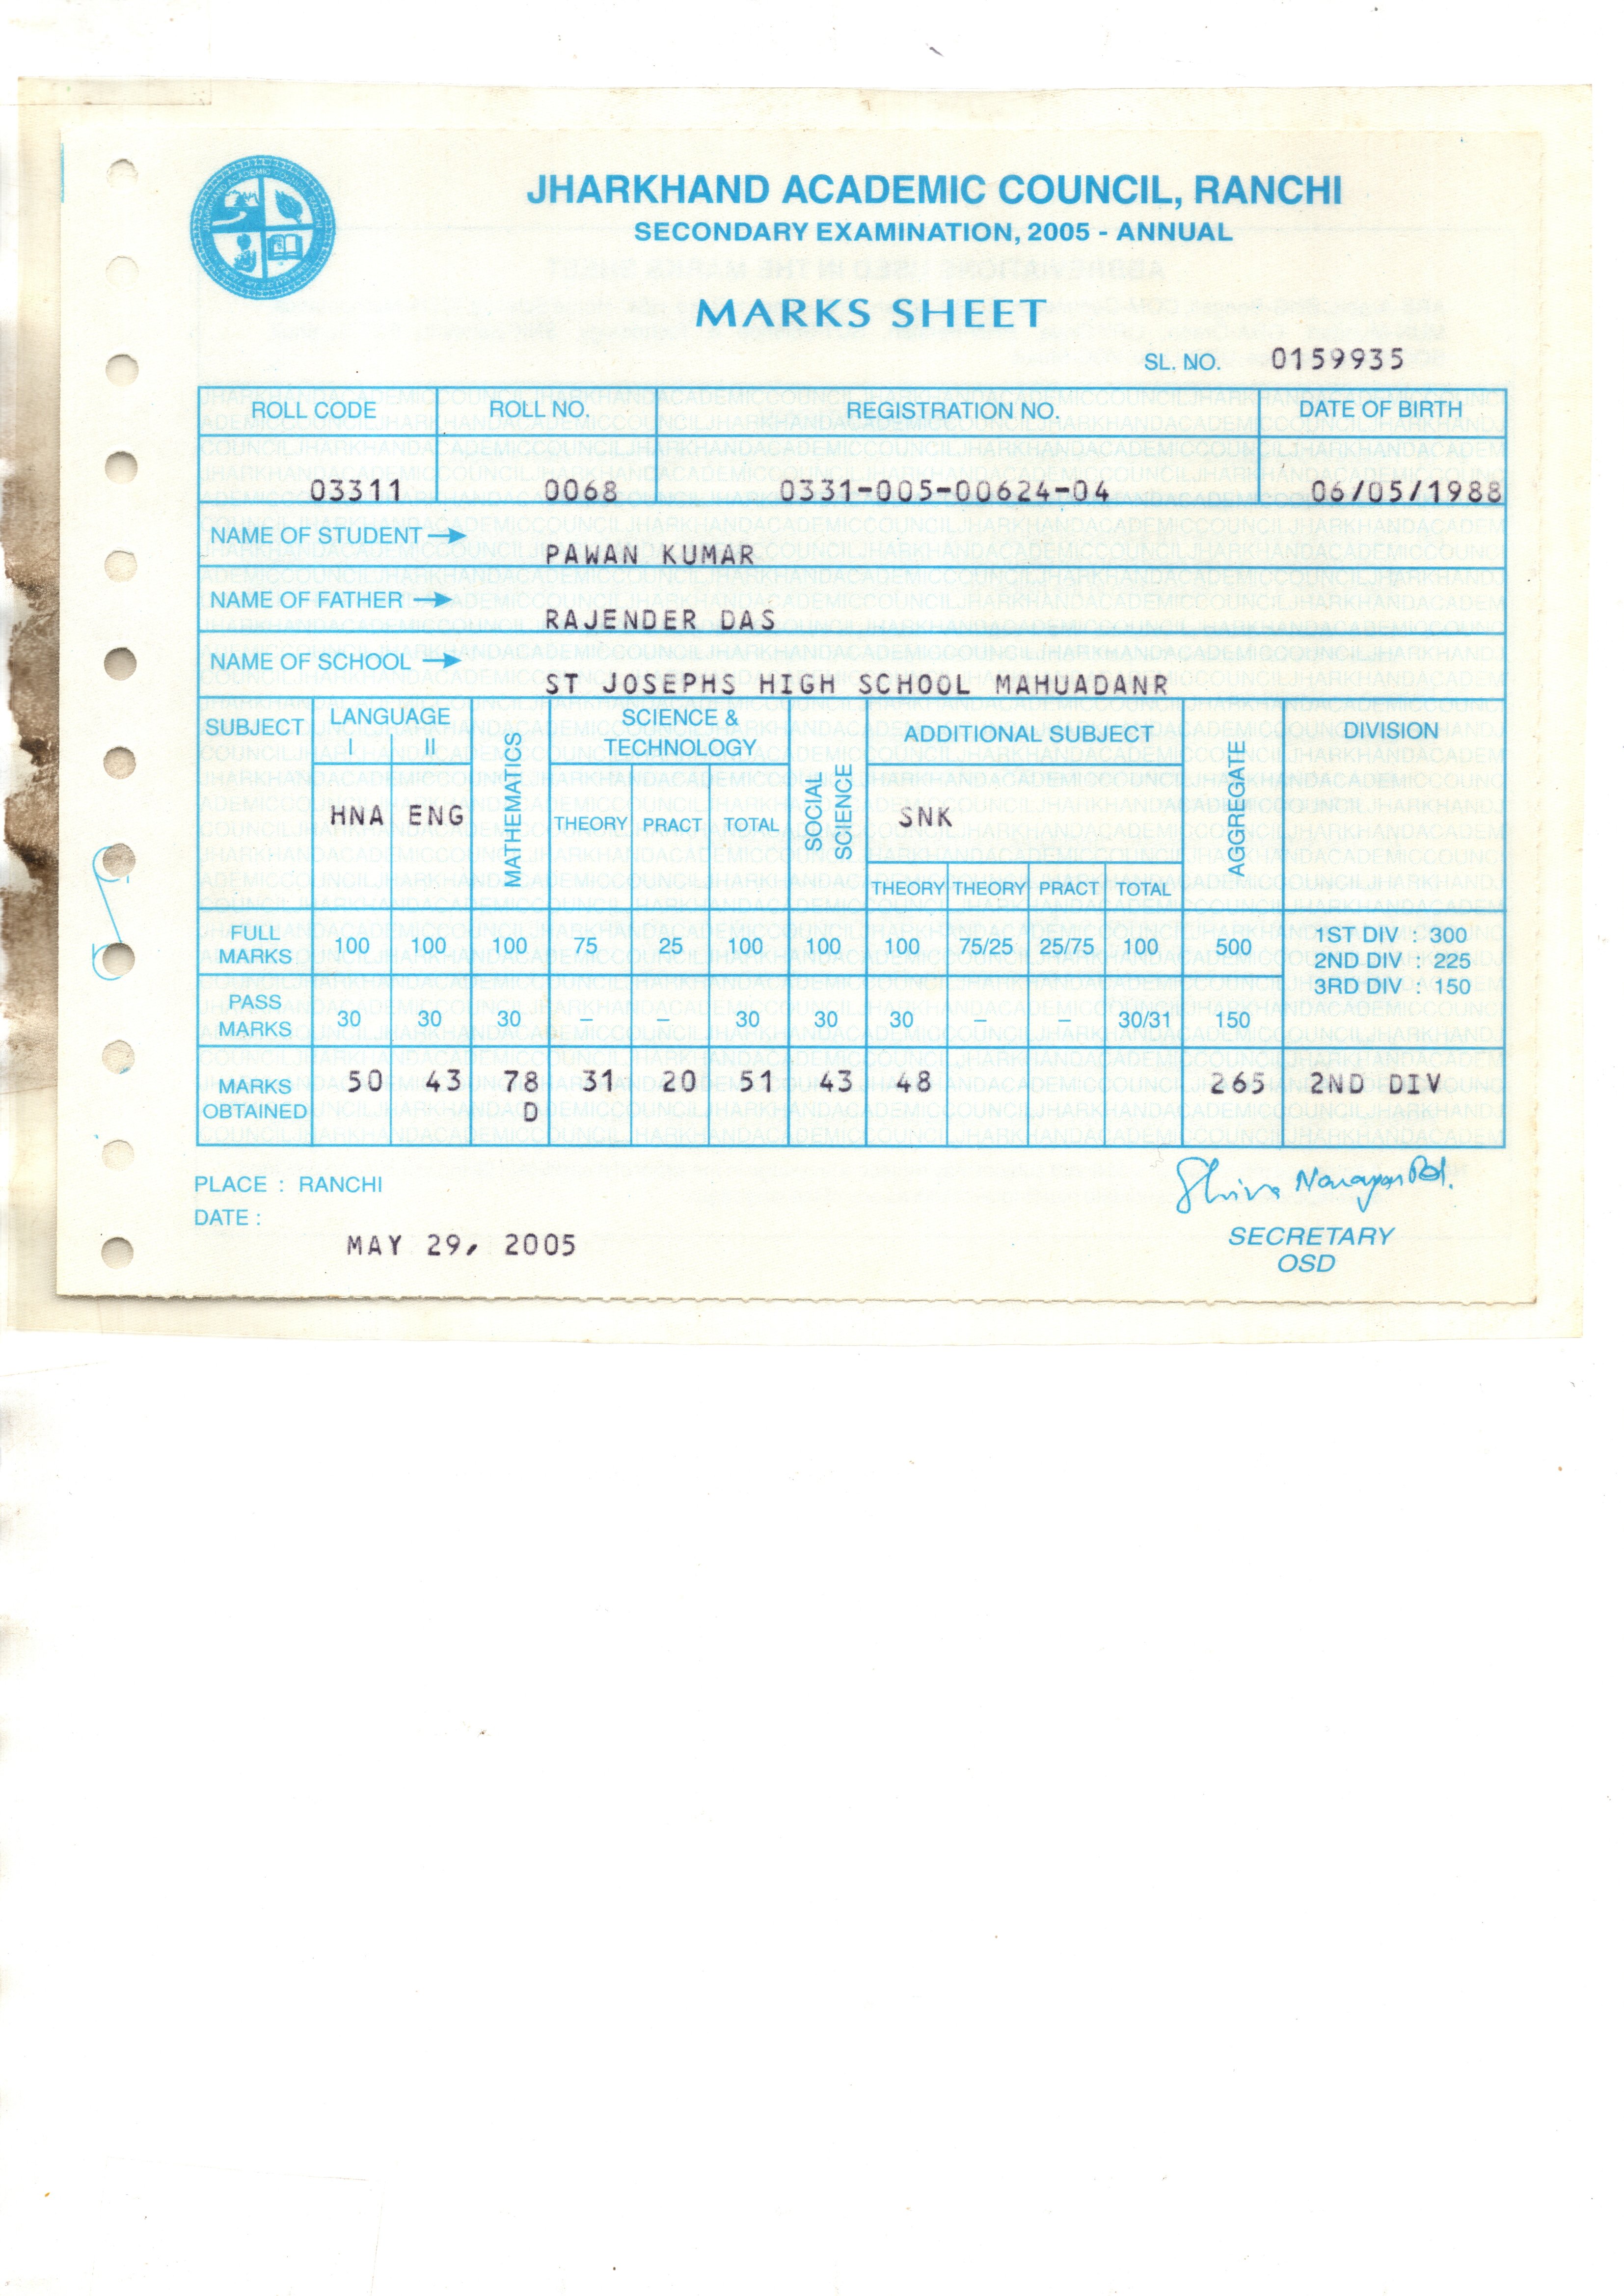 JHARKHAND ACADEMIC COUNCIL, RANCHI
SECONDARY EXAMINATION, 2005 - ANNUAL
MARKS SHEET
SL. NO. 0159935
ROLL CODE ROLL NO. REGISTRATION NO. DATE OF BIRTH
03311 0068 0331-005-00624-04 06/05/1988
NAME OF STUDENT → PAWAN KUMAR
NAME OF FATHER → RAJENDER DAS
NAME OF SCHOOL → ST JOSEPHS HIGH SCHOOL MAHUADANR
SUBJECT LANGUAGE I II MATHEMATICS SCIENCE & TECHNOLOGY SOCIAL SCIENCE ADDITIONAL SUBJECT AGGREGATE DIVISION
HNA ENG THEORY PRACT TOTAL SNK
THEORY THEORY PRACT TOTAL
FULL MARKS 100 100 100 75 25 100 100 100 75/25 25/75 100 500
1ST DIV : 300
2ND DIV : 225
3RD DIV : 150
PASS MARKS 30 30 30 – – 30 30 30 – – 30/31 150
MARKS OBTAINED 50 43 78 31 20 51 43 48 265 2ND DIV
D
PLACE : RANCHI
DATE :
MAY 29, 2005
SECRETARY
OSD